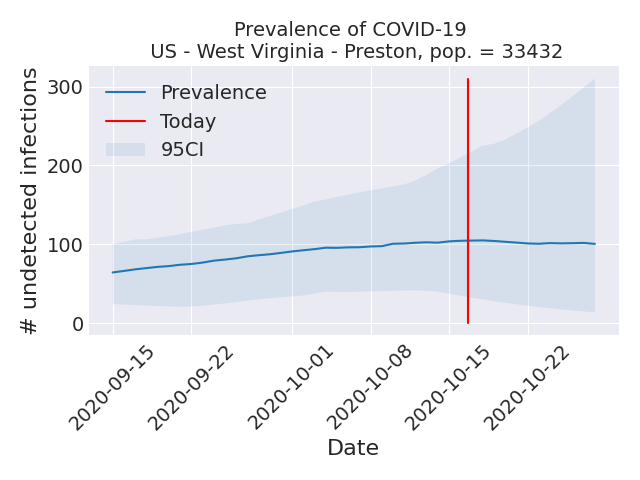 Prevalence of COVID-19
US - West Virginia - Preston, pop. = 33432
# undetected infections
300
200
100
0
Prevalence
Today
95CI
2020-09-15
2020-09-22
2020-10-01
2020-10-08
2020-10-15
2020-10-22
Date